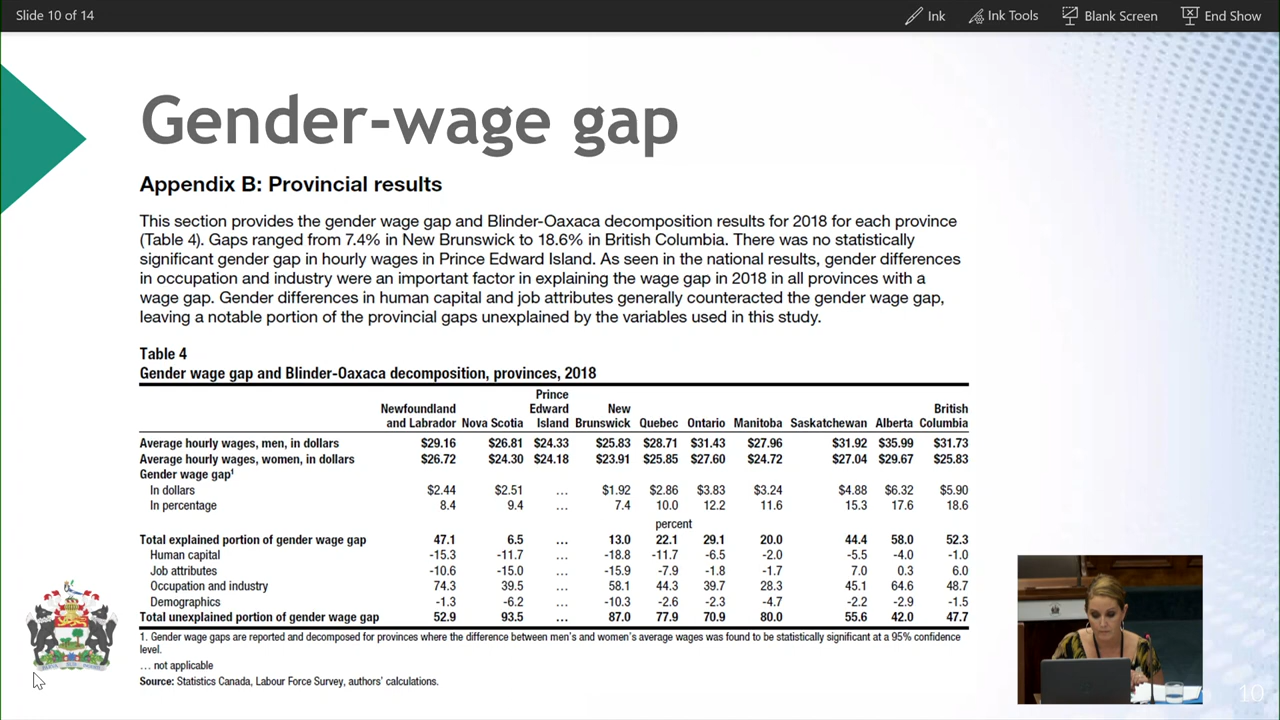 Slide 10 of 14
Ink
Ink Tools
Blank Screen
End Show
Gender-wage gap
Appendix B: Provincial results
This section provides the gender wage gap and Blinder-Oaxaca decomposition results for 2018 for each province
(Table 4). Gaps ranged from 7.4% in New Brunswick to 18.6% in British Columbia. There was no statistically
significant gender gap in hourly wages in Prince Edward Island. As seen in the national results, gender differences
in occupation and industry were an important factor in explaining the wage gap in 2018 in all provinces with a
wage gap. Gender differences in human capital and job attributes generally counteracted the gender wage gap,
leaving a notable portion of the provincial gaps unexplained by the variables used in this study.
Table 4
Gender wage gap and Blinder-Oaxaca decomposition, provinces, 2018
Prince
Newfoundland Edward New British
and Labrador Nova Scotia Island Brunswick Quebec Ontario Manitoba Saskatchewan Alberta Columbia
Average hourly wages, men, in dollars $29.16 $26.81 $24.33 $25.83 $28.71 $31.43 $27.96 $31.92 $35.99 $31.73
Average hourly wages, women, in dollars $26.72 $24.30 $24.18 $23.91 $25.85 $27.60 $24.72 $27.04 $29.67 $25.83
Gender wage gap¹
In dollars $2.44 $2.51 ... $1.92 $2.86 $3.83 $3.24 $4.88 $6.32 $5.90
In percentage 8.4 9.4 ... 7.4 10.0 12.2 11.6 15.3 17.6 18.6
percent
Total explained portion of gender wage gap 47.1 6.5 ... 13.0 22.1 29.1 20.0 44.4 58.0 52.3
Human capital -15.3 -11.7 ... -18.8 -11.7 -6.5 -2.0 -5.5 -4.0 -1.0
Job attributes -10.6 -15.0 ... -15.9 -7.9 -1.8 -1.7 7.0 0.3 6.0
Occupation and industry 74.3 39.5 ... 58.1 44.3 39.7 28.3 45.1 64.6 48.7
Demographics -1.3 -6.2 ... -10.3 -2.6 -2.3 -4.7 -2.2 -2.9 -1.5
Total unexplained portion of gender wage gap 52.9 93.5 ... 87.0 77.9 70.9 80.0 55.6 42.0 47.7
1. Gender wage gaps are reported and decomposed for provinces where the difference between men's and women's average wages was found to be statistically significant at a 95% confidence
level.
... not applicable
Source: Statistics Canada, Labour Force Survey, authors' calculations.
10